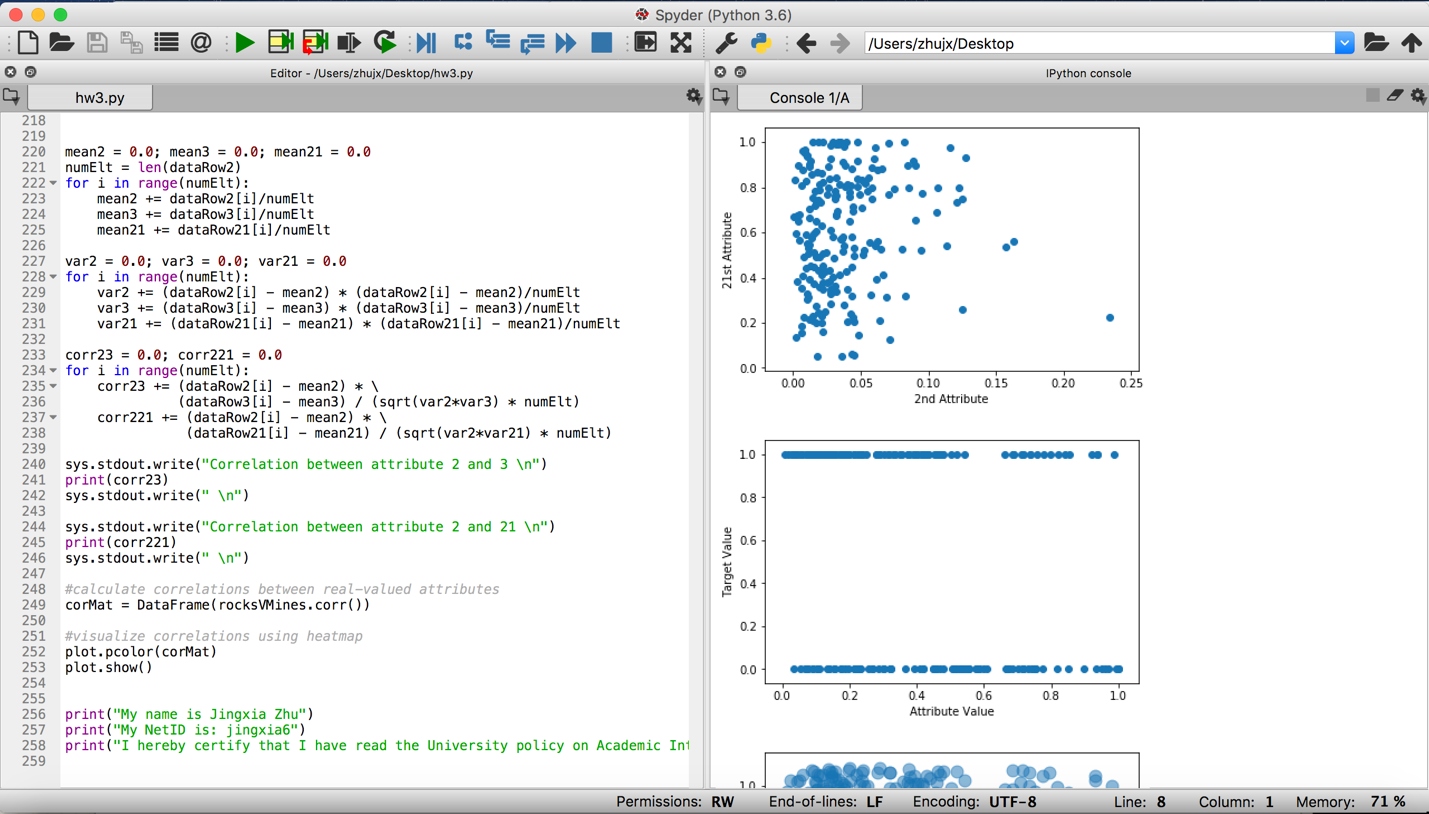 Spyder (Python 3.6)
/Users/zhujx/Desktop
Editor - /Users/zhujx/Desktop/hw3.py
hw3.py
218
219
220 mean2 = 0.0; mean3 = 0.0; mean21 = 0.0
221 numElt = len(dataRow2)
222 for i in range(numElt):
223     mean2 += dataRow2[i]/numElt
224     mean3 += dataRow3[i]/numElt
225     mean21 += dataRow21[i]/numElt
226
227 var2 = 0.0; var3 = 0.0; var21 = 0.0
228 for i in range(numElt):
229     var2 += (dataRow2[i] - mean2) * (dataRow2[i] - mean2)/numElt
230     var3 += (dataRow3[i] - mean3) * (dataRow3[i] - mean3)/numElt
231     var21 += (dataRow21[i] - mean21) * (dataRow21[i] - mean21)/numElt
232
233 corr23 = 0.0; corr221 = 0.0
234 for i in range(numElt):
235     corr23 += (dataRow2[i] - mean2) * \
236               (dataRow3[i] - mean3) / (sqrt(var2*var3) * numElt)
237     corr221 += (dataRow2[i] - mean2) * \
238                (dataRow21[i] - mean21) / (sqrt(var2*var21) * numElt)
239
240 sys.stdout.write("Correlation between attribute 2 and 3 \n")
241 print(corr23)
242 sys.stdout.write(" \n")
243
244 sys.stdout.write("Correlation between attribute 2 and 21 \n")
245 print(corr221)
246 sys.stdout.write(" \n")
247
248 #calculate correlations between real-valued attributes
249 corMat = DataFrame(rocksVMines.corr())
250
251 #visualize correlations using heatmap
252 plot.pcolor(corMat)
253 plot.show()
254
255
256 print("My name is Jingxia Zhu")
257 print("My NetID is: jingxia6")
258 print("I hereby certify that I have read the University policy on Academic Int
259
IPython console
Console 1/A
1.0
0.8
0.6
0.4
0.2
0.0
21st Attribute
0.00 0.05 0.10 0.15 0.20 0.25
2nd Attribute
1.0
0.8
0.6
0.4
0.2
0.0
Target Value
0.0 0.2 0.4 0.6 0.8 1.0
Attribute Value
1.0
Permissions: RW End-of-lines: LF Encoding: UTF-8 Line: 8 Column: 1 Memory: 71 %